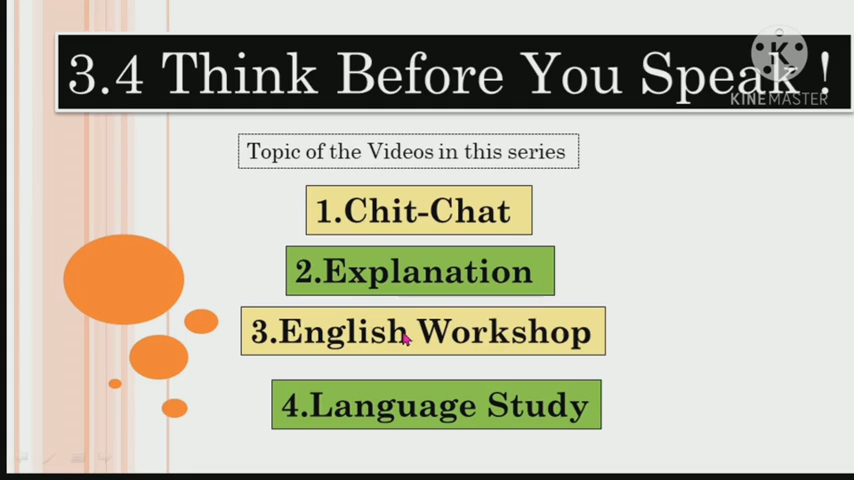 3.4 Think Before You Speak !
K
KINEMASTER
Topic of the Videos in this series
1.Chit-Chat
2.Explanation
3.English Workshop
4.Language Study